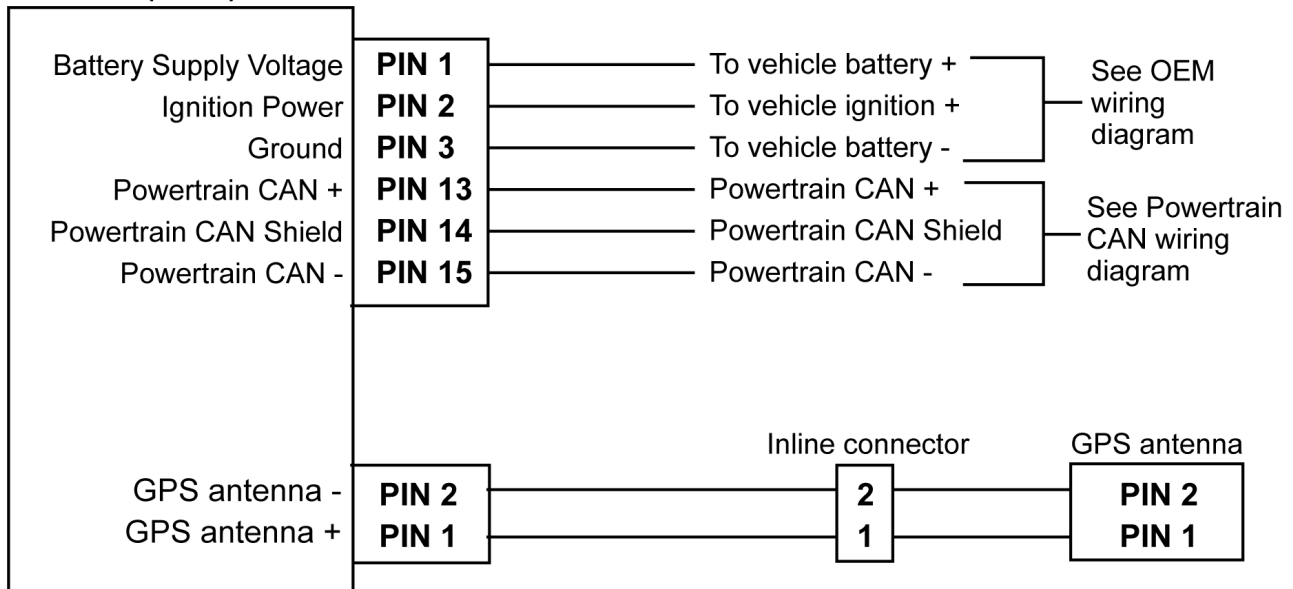 Battery Supply Voltage PIN 1 To vehicle battery +
Ignition Power PIN 2 To vehicle ignition +
Ground PIN 3 To vehicle battery -
See OEM
wiring
diagram
Powertrain CAN + PIN 13 Powertrain CAN +
Powertrain CAN Shield PIN 14 Powertrain CAN Shield
Powertrain CAN - PIN 15 Powertrain CAN -
See Powertrain
CAN wiring
diagram
Inline connector GPS antenna
GPS antenna - PIN 2 2 PIN 2
GPS antenna + PIN 1 1 PIN 1